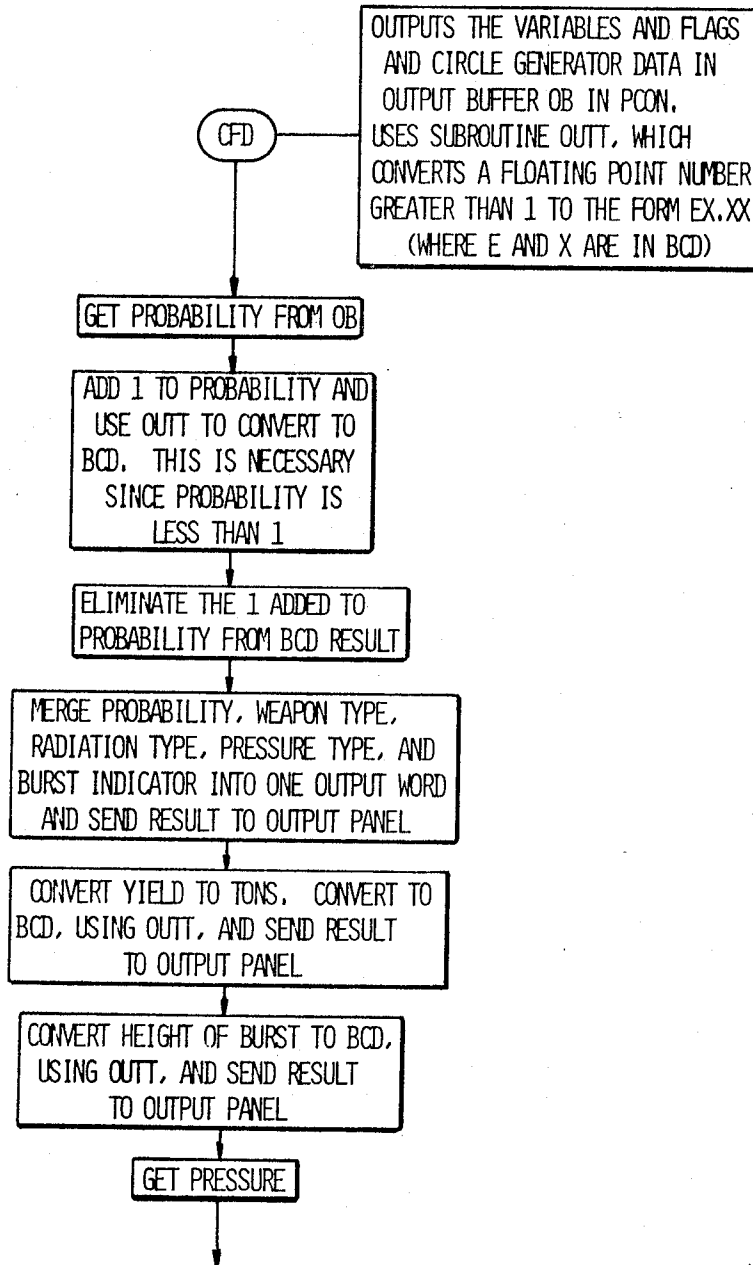 OUTPUTS THE VARIABLES AND FLAGS
AND CIRCLE GENERATOR DATA IN
OUTPUT BUFFER OB IN PCON.
USES SUBROUTINE OUTT, WHICH
CONVERTS A FLOATING POINT NUMBER
GREATER THAN 1 TO THE FORM EX.XX
(WHERE E AND X ARE IN BCD)
CFD
GET PROBABILITY FROM OB
ADD 1 TO PROBABILITY AND
USE OUTT TO CONVERT TO
BCD. THIS IS NECESSARY
SINCE PROBABILITY IS
LESS THAN 1
ELIMINATE THE 1 ADDED TO
PROBABILITY FROM BCD RESULT
MERGE PROBABILITY, WEAPON TYPE,
RADIATION TYPE, PRESSURE TYPE, AND
BURST INDICATOR INTO ONE OUTPUT WORD
AND SEND RESULT TO OUTPUT PANEL
CONVERT YIELD TO TONS. CONVERT TO
BCD, USING OUTT, AND SEND RESULT
TO OUTPUT PANEL
CONVERT HEIGHT OF BURST TO BCD,
USING OUTT, AND SEND RESULT
TO OUTPUT PANEL
GET PRESSURE